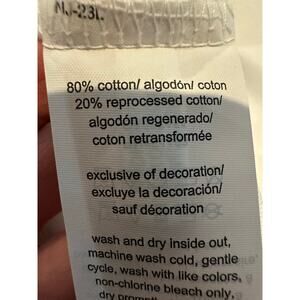 80% cotton/ algodón/ coton
20% reprocessed cotton/
algodón regenerado/
coton retransformée
exclusive of decoration/
excluye la decoración/
sauf décoration
wash and dry inside out,
machine wash cold, gentle
cycle, wash with like colors,
non-chlorine bleach only,